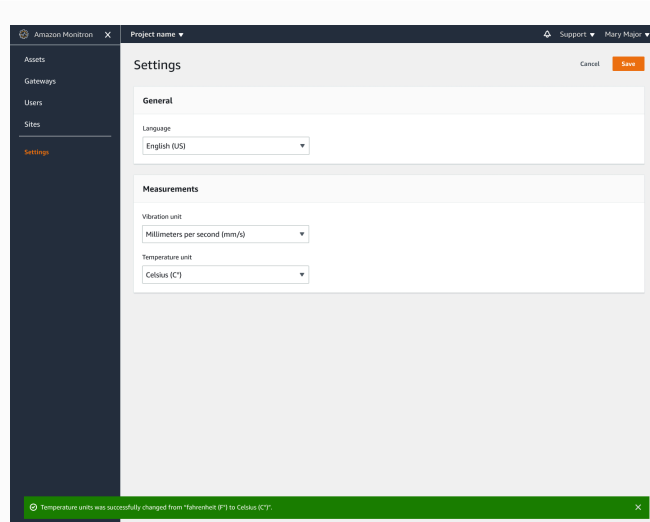 Amazon Monitron X
Project name
Support
Mary Major
Assets
Gateways
Users
Sites
Settings
Settings
Cancel
Save
General
Language
English (US)
Measurements
Vibration unit
Millimeters per second (mm/s)
Temperature unit
Celsius (C°)
Temperature units was successfully changed from "fahrenheit (F°) to Celsius (C°)".